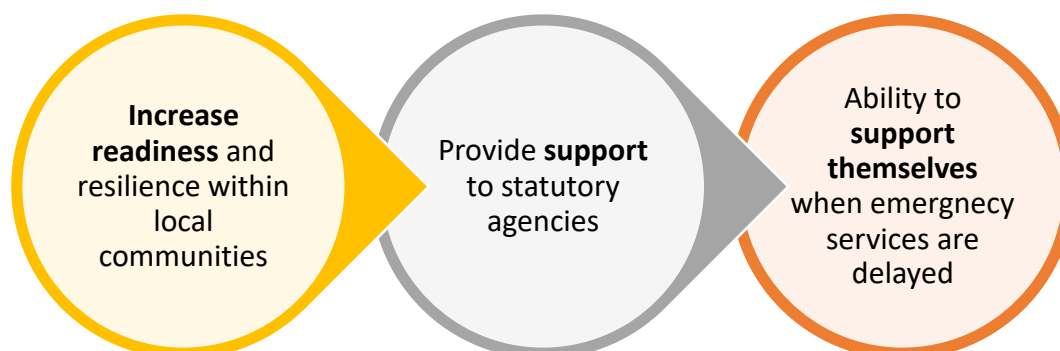 Increase
readiness and
resilience within
local
communities
Provide support
to statutory
agencies
Ability to
support
themselves
when emergnecy
services are
delayed